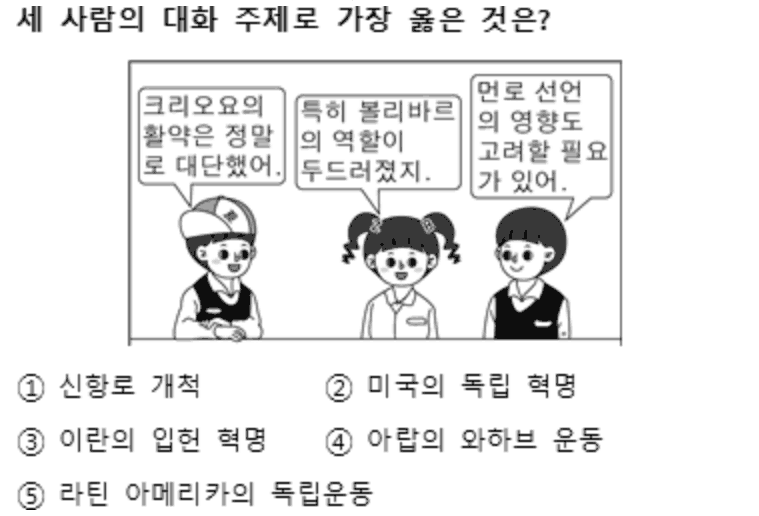 세 사람의 대화 주제로 가장 옳은 것은?
크리오요의
활약은 정말
로 대단했어.
특히 볼리바르
의 역할이
두드러졌지.
먼로 선언
의 영향도
고려할 필요
가 있어.
① 신항로 개척
② 미국의 독립 혁명
③ 이란의 입헌 혁명
④ 아랍의 와하브 운동
⑤ 라틴 아메리카의 독립운동